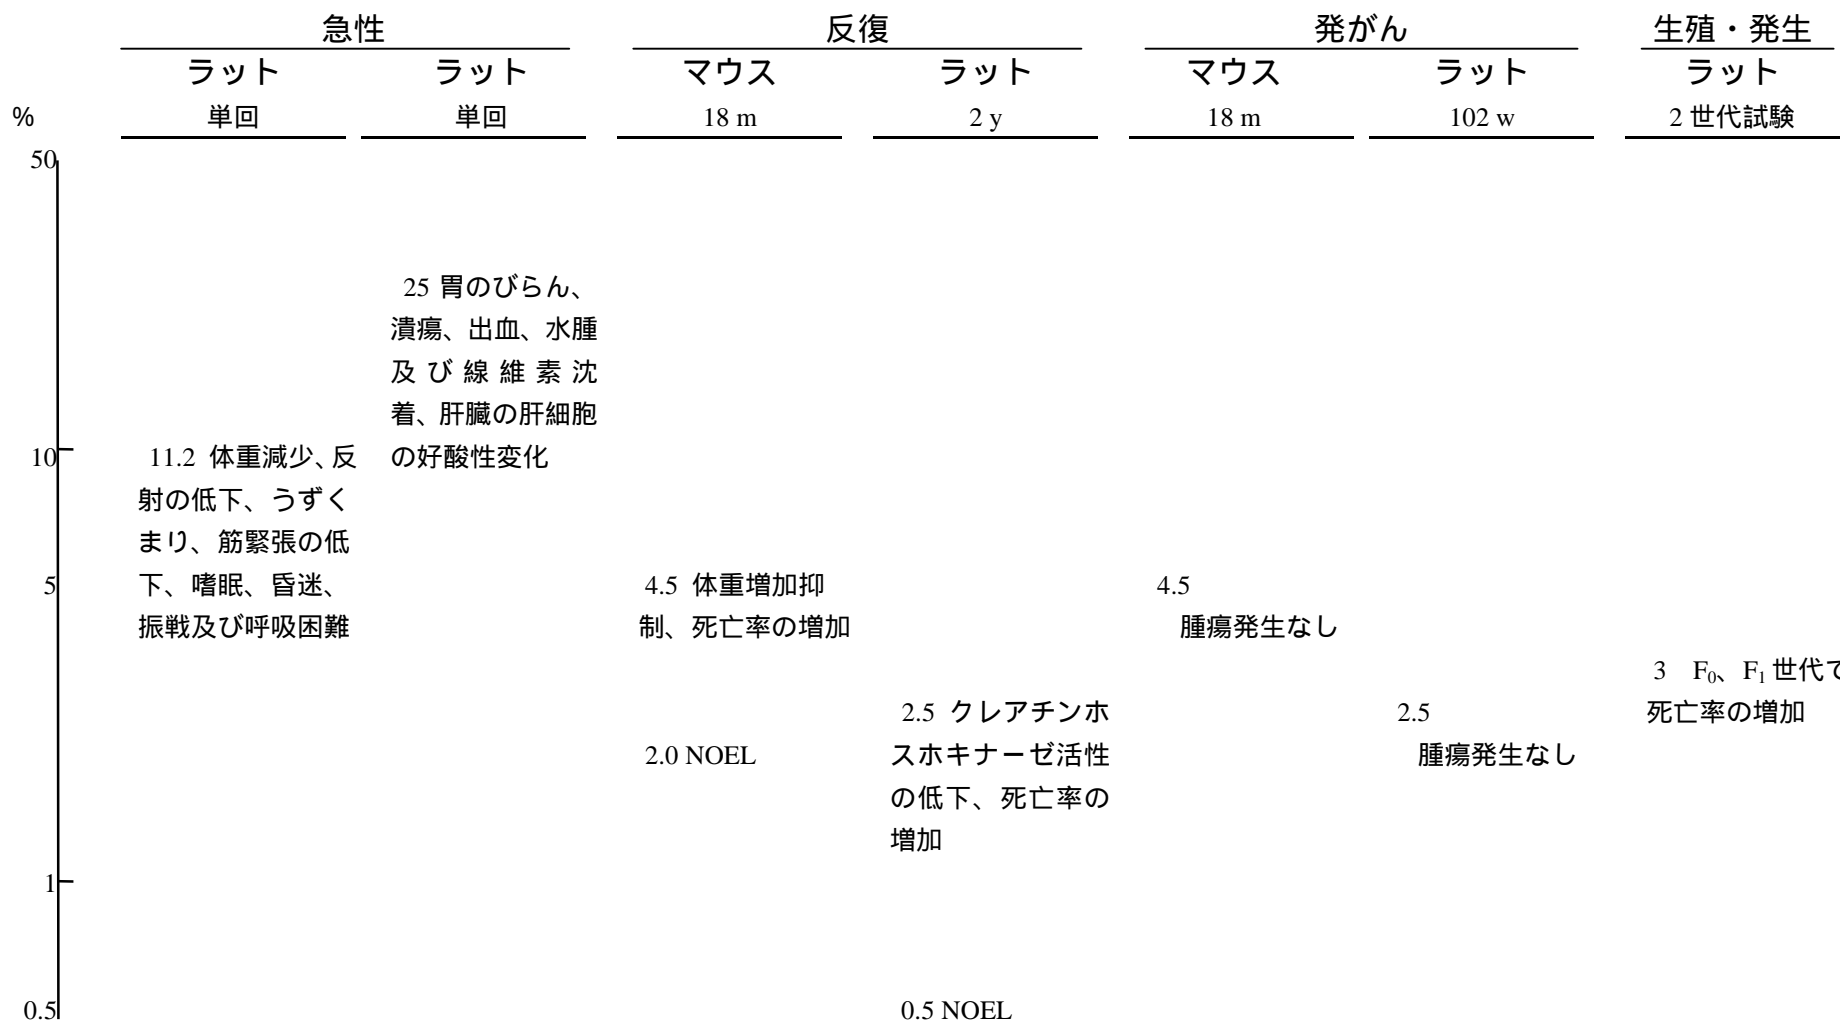 急性 反復 発がん 生殖・発生
ラット ラット マウス ラット マウス ラット ラット
% 単回 単回 18 m 2 y 18 m 102 w 2 世代試験
50
25 胃のびらん、
潰瘍、出血、水腫
及び線維素沈
着、肝臓の肝細胞
の好酸性変化
10
11.2 体重減少、反
射の低下、うずく
まり、筋緊張の低
下、嗜眠、昏迷、
振戦及び呼吸困難
5
4.5 体重増加抑
制、死亡率の増加
2.0 NOEL
2.5 クレアチンホ
スホキナーゼ活性
の低下、死亡率の
増加
4.5
腫瘍発生なし
2.5
腫瘍発生なし
3 F₀、F₁ 世代で
死亡率の増加
1
0.5
0.5 NOEL